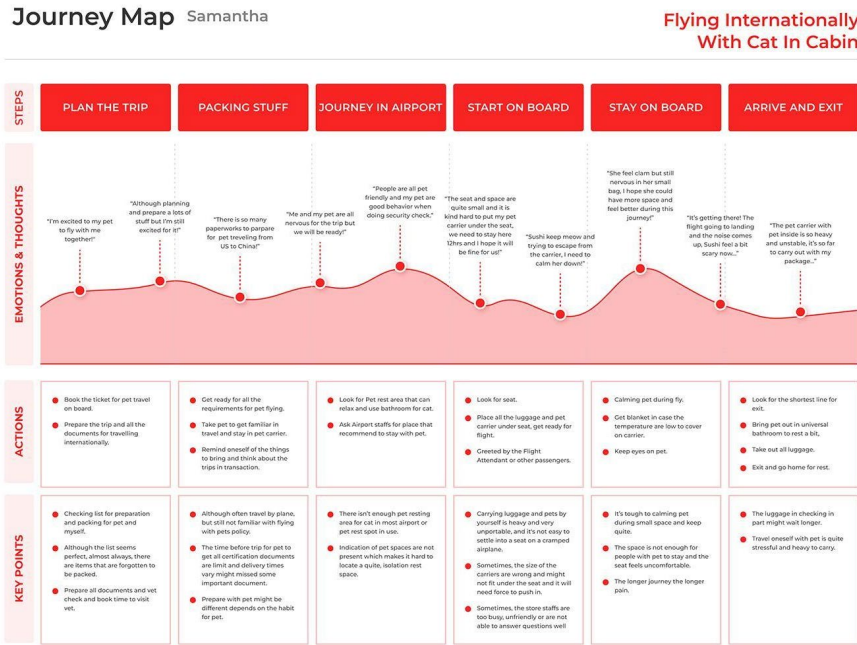 Journey Map Samantha
Flying Internationally
With Cat In Cabin
STEPS
PLAN THE TRIP
PACKING STUFF
JOURNEY IN AIRPORT
START ON BOARD
STAY ON BOARD
ARRIVE AND EXIT
EMOTIONS & THOUGHTS
"I'm excited to my pet
to fly with me
together!"
"Although planning
and prepare a lots of
stuff but I'm still
excited for it!"
"There is so many
paperworks to parpare
for pet treveling from
US to China!"
"Me and my pet are all
nervous for the trip but
we will be ready!"
"People are all pet
friendly and my pet are
good behavior when
doing security check."
"The seat and space are
quite small and it is
kind hard to put my pet
carrier under the seat,
we need to stay here
12hrs and I hope it will
be fine for us!"
"Sushi keep meow and
trying to escape from
the carrier, I need to
calm her down!"
"She feel clam but still
nervous in her small
bag, I hope she could
have more space and
feel better during this
journey!"
"It's getting there! The
flight going to landing
and the noise comes
up, Sushi feel a bit
scary now..."
"The pet carrier with
pet inside is so heavy
and unstable, it's so far
to carry out with my
package..."
ACTIONS
Book the ticket for pet travel
on board.
Prepare the trip and all the
documents for travelling
internationally.
Get ready for all the
requirements for pet flying.
Take pet to get familiar in
travel and stay in pet carrier.
Remind oneself of the things
to bring and think about the
trips in transaction.
Look for Pet rest area that can
relax and use bathroom for cat.
Ask Airport staffs for place that
recommend to stay with pet.
Look for seat.
Place all the luggage and pet
carrier under seat, get ready for
flight.
Greeted by the Flight
Attendant or other passengers.
Calming pet during fly.
Get blanket in case the
temperature are low to cover
on carrier.
Keep eyes on pet.
Look for the shortest line for
exit.
Bring pet out in universal
bathroom to rest a bit,
Take out all luggage.
Exit and go home for rest.
KEY POINTS
Checking list for preparation
and packing for pet and
myself.
Although the list seems
perfect, almost always, there
are items that are forgotten to
be packed.
Prepare all documents and vet
check and book time to visit
vet.
Although often travel by plane,
but still not familiar with flying
with pets policy.
The time before trip for pet to
get all certification documents
are limit and delivery times
vary might missed some
important document.
Prepare with pet might be
different depends on the habit
for pet.
There isn't enough pet resting
area for cat in most airport or
pet rest spot in use.
Indication of pet spaces are not
present which makes it hard to
locate a quite, isolation rest
space.
Carrying luggage and pets by
yourself is heavy and very
unportable, and it's not easy to
settle into a seat on a cramped
airplane.
Sometimes, the size of the
carriers are wrong and might
not fit under the seat and it will
need force to push in.
Sometimes, the store staffs are
too busy, unfriendly or are not
able to answer questions well
It's tough to calming pet
during small space and keep
quite.
The space is not enough for
people with pet to stay and the
seat feels uncomfortable.
The longer journey the longer
pain.
The luggage in checking in
part might wait longer.
Travel oneself with pet is quite
stressful and heavy to carry.